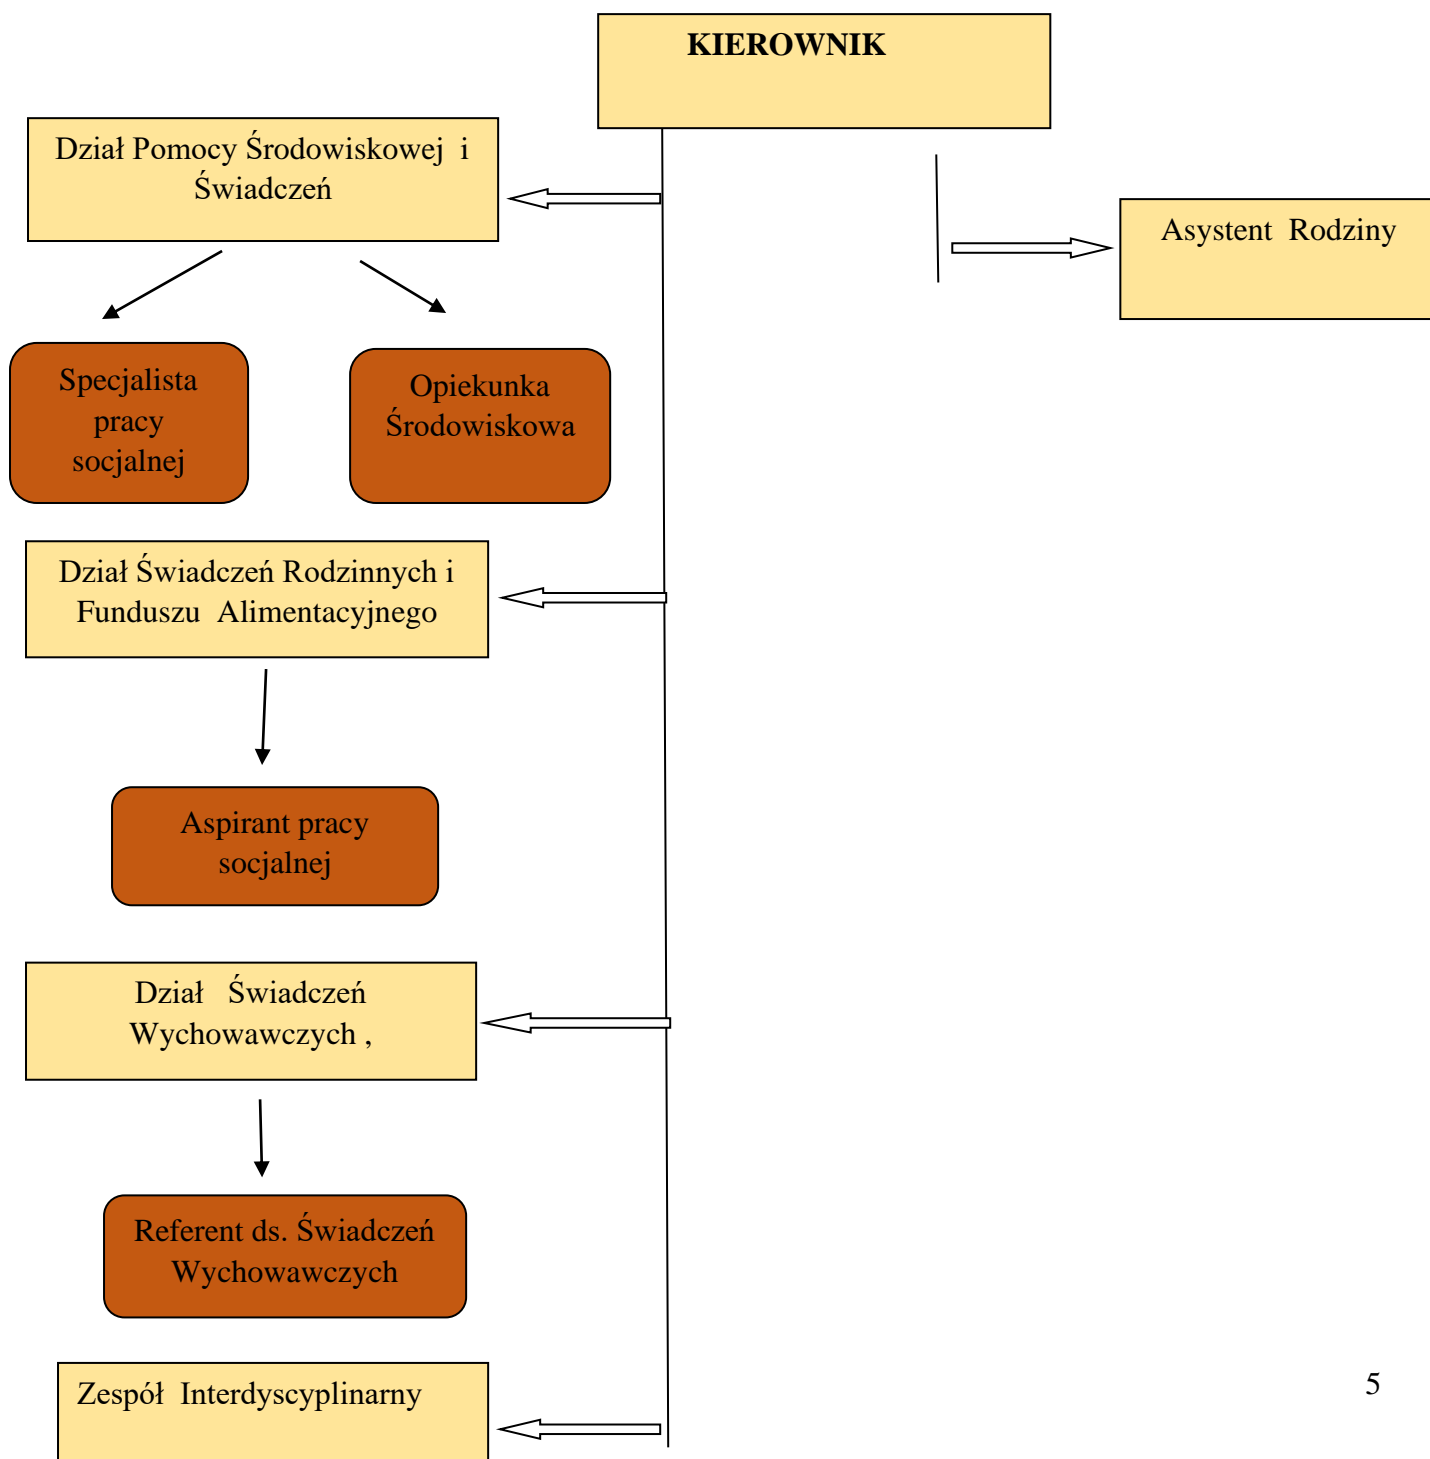 KIEROWNIK
Dział Pomocy Środowiskowej i
Świadczeń
Asystent Rodziny
Specjalista
pracy
socjalnej
Opiekunka
Środowiskowa
Dział Świadczeń Rodzinnych i
Funduszu Alimentacyjnego
Aspirant pracy
socjalnej
Dział Świadczeń
Wychowawczych ,
Referent ds. Świadczeń
Wychowawczych
Zespół Interdyscyplinarny
5